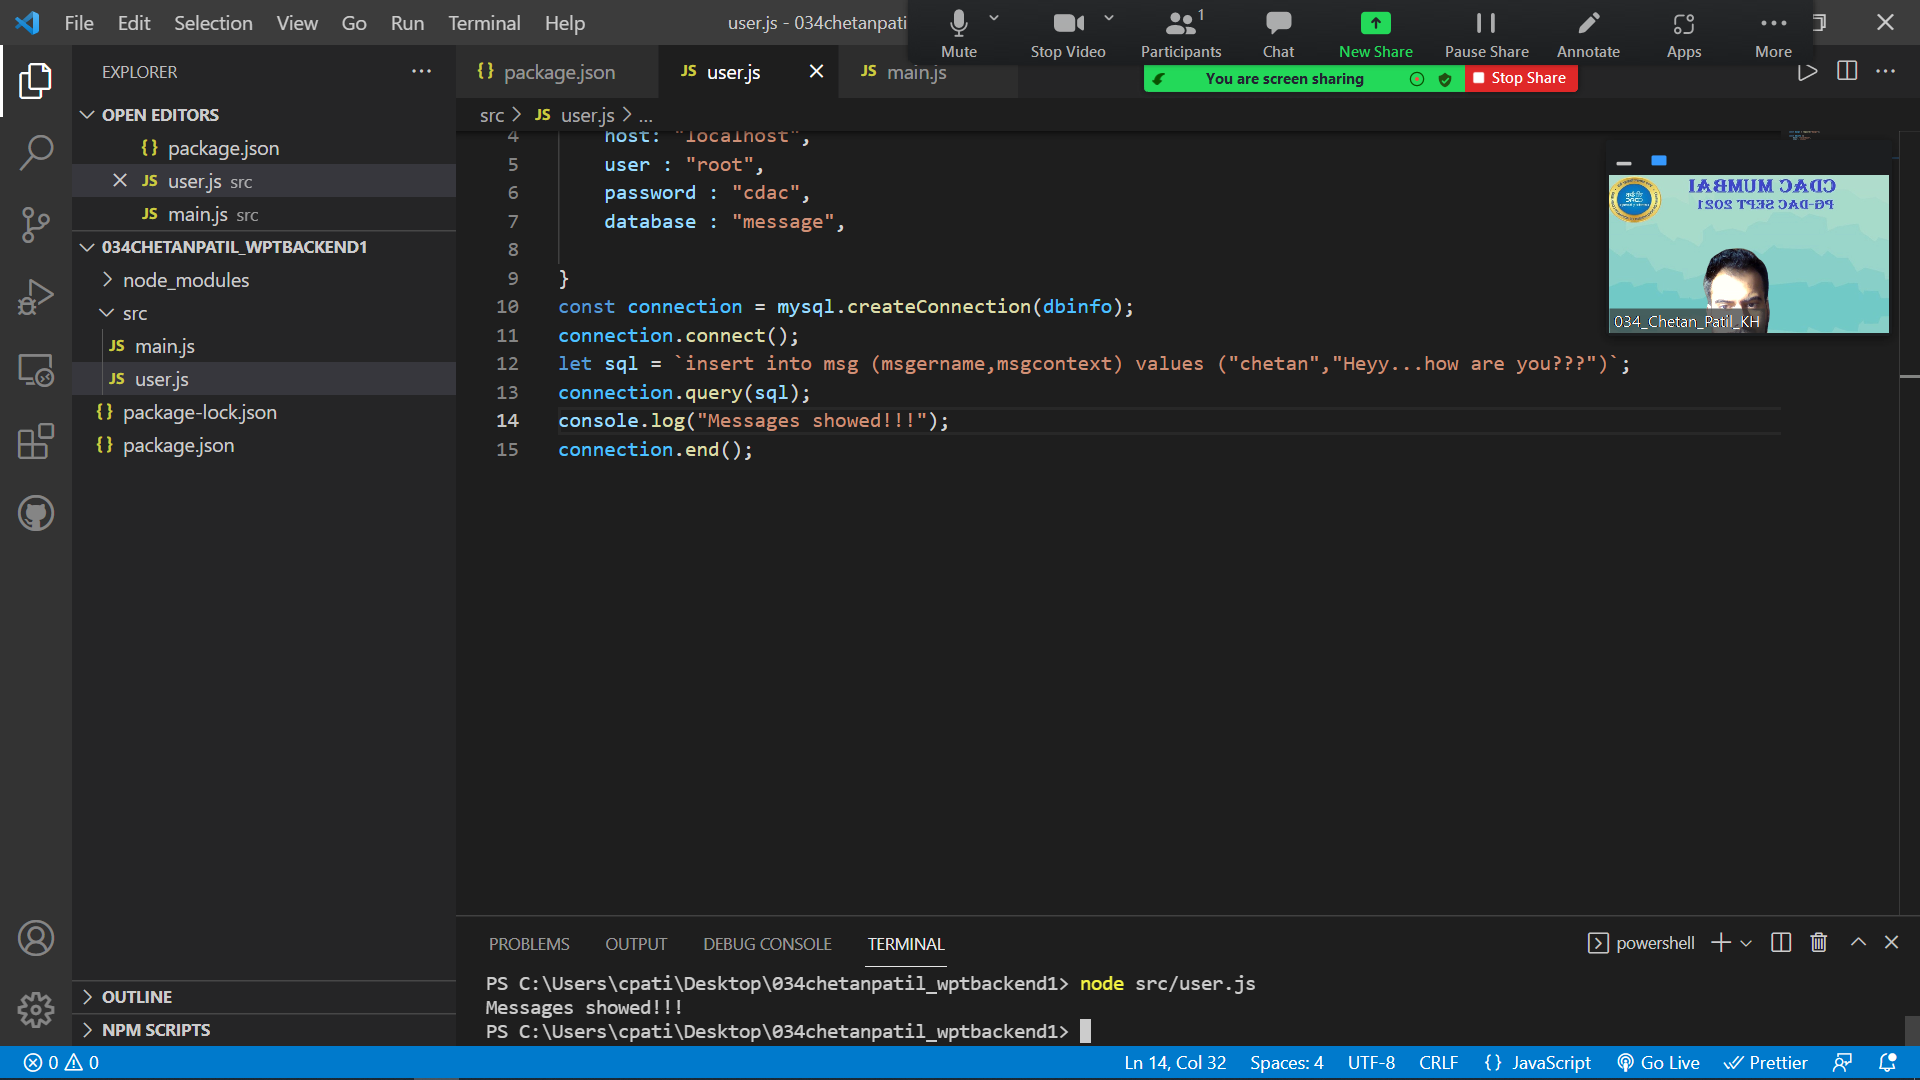 File Edit Selection View Go Run Terminal Help
user.js - 034chetanpati
Mute Stop Video Participants 1 Chat New Share Pause Share Annotate Apps More
You are screen sharing Stop Share
EXPLORER
{} package.json JS user.js JS main.js
OPEN EDITORS
{} package.json
JS user.js src
JS main.js src
034CHETANPATIL_WPTBACKEND1
node_modules
src
JS main.js
JS user.js
{} package-lock.json
{} package.json
OUTLINE
NPM SCRIPTS
src > JS user.js > ...
4 host: "localhost",
5 user : "root",
6 password : "cdac",
7 database : "message",
8
9 }
10 const connection = mysql.createConnection(dbinfo);
11 connection.connect();
12 let sql = `insert into msg (msgername,msgcontext) values ("chetan","Heyy...how are you???")`;
13 connection.query(sql);
14 console.log("Messages showed!!!");
15 connection.end();
CDAC MUMBAI
PG-DAC SEPT 2021
034_Chetan_Patil_KH
PROBLEMS OUTPUT DEBUG CONSOLE TERMINAL
powershell
PS C:\Users\cpati\Desktop\034chetanpatil_wptbackend1> node src/user.js
Messages showed!!!
PS C:\Users\cpati\Desktop\034chetanpatil_wptbackend1>
0 0 Ln 14, Col 32 Spaces: 4 UTF-8 CRLF {} JavaScript Go Live Prettier